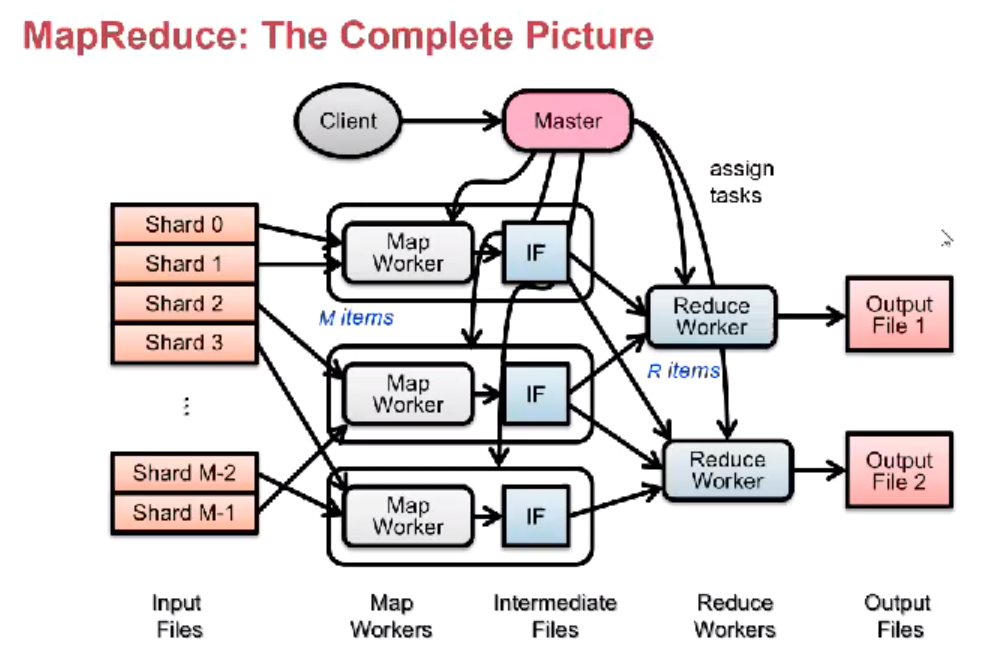 MapReduce: The Complete Picture
Client
Master
assign
tasks
Shard 0
Shard 1
Shard 2
Shard 3
⋮
Shard M-2
Shard M-1
Map
Worker
IF
M items
Map
Worker
IF
Map
Worker
IF
Reduce
Worker
R items
Reduce
Worker
Output
File 1
Output
File 2
Input
Files
Map
Workers
Intermediate
Files
Reduce
Workers
Output
Files